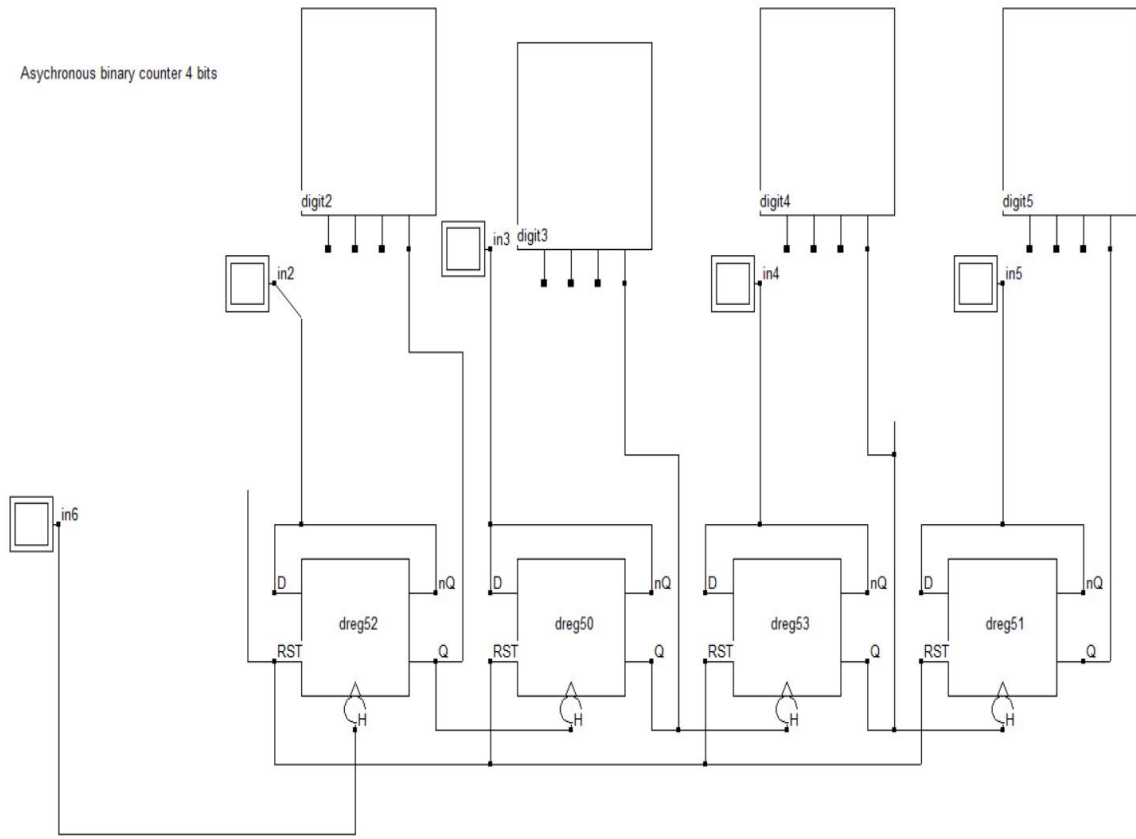 Asychronous binary counter 4 bits
digit2
digit3
digit4
digit5
in2
in3
in4
in5
in6
D
nQ
dreg52
RST
Q
H
D
nQ
dreg50
RST
Q
H
D
nQ
dreg53
RST
Q
H
D
nQ
dreg51
RST
Q
H